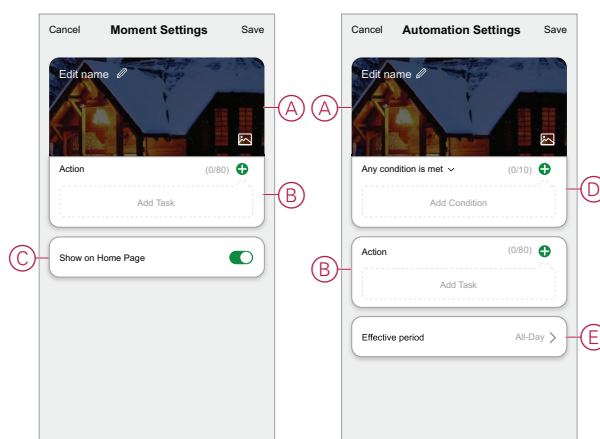 Cancel Moment Settings Save
Edit name
A
Action (0/80)
Add Task
B
C
Show on Home Page
Cancel Automation Settings Save
Edit name
A
Any condition is met (0/10)
Add Condition
D
Action (0/80)
B
Add Task
Effective period All-Day
E